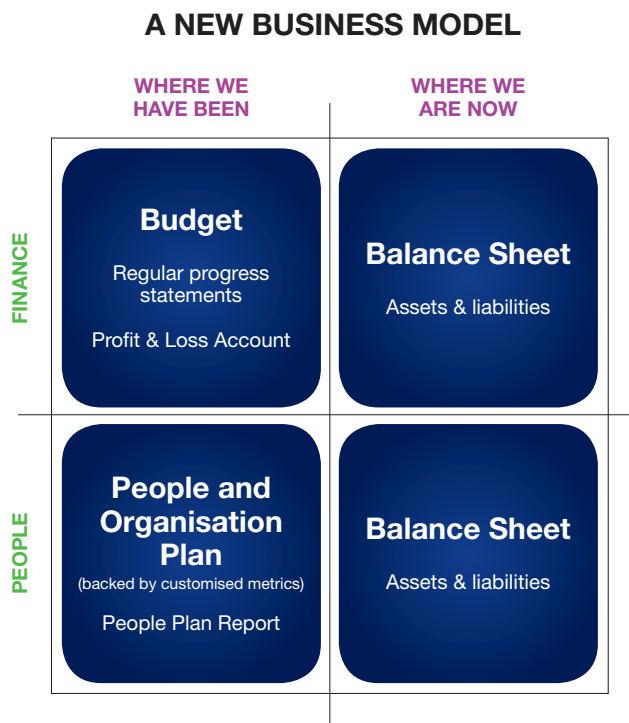 A NEW BUSINESS MODEL
WHERE WE
HAVE BEEN
WHERE WE
ARE NOW
FINANCE
Budget
Regular progress
statements
Profit & Loss Account
Balance Sheet
Assets & liabilities
PEOPLE
People and
Organisation
Plan
(backed by customised metrics)
People Plan Report
Balance Sheet
Assets & liabilities